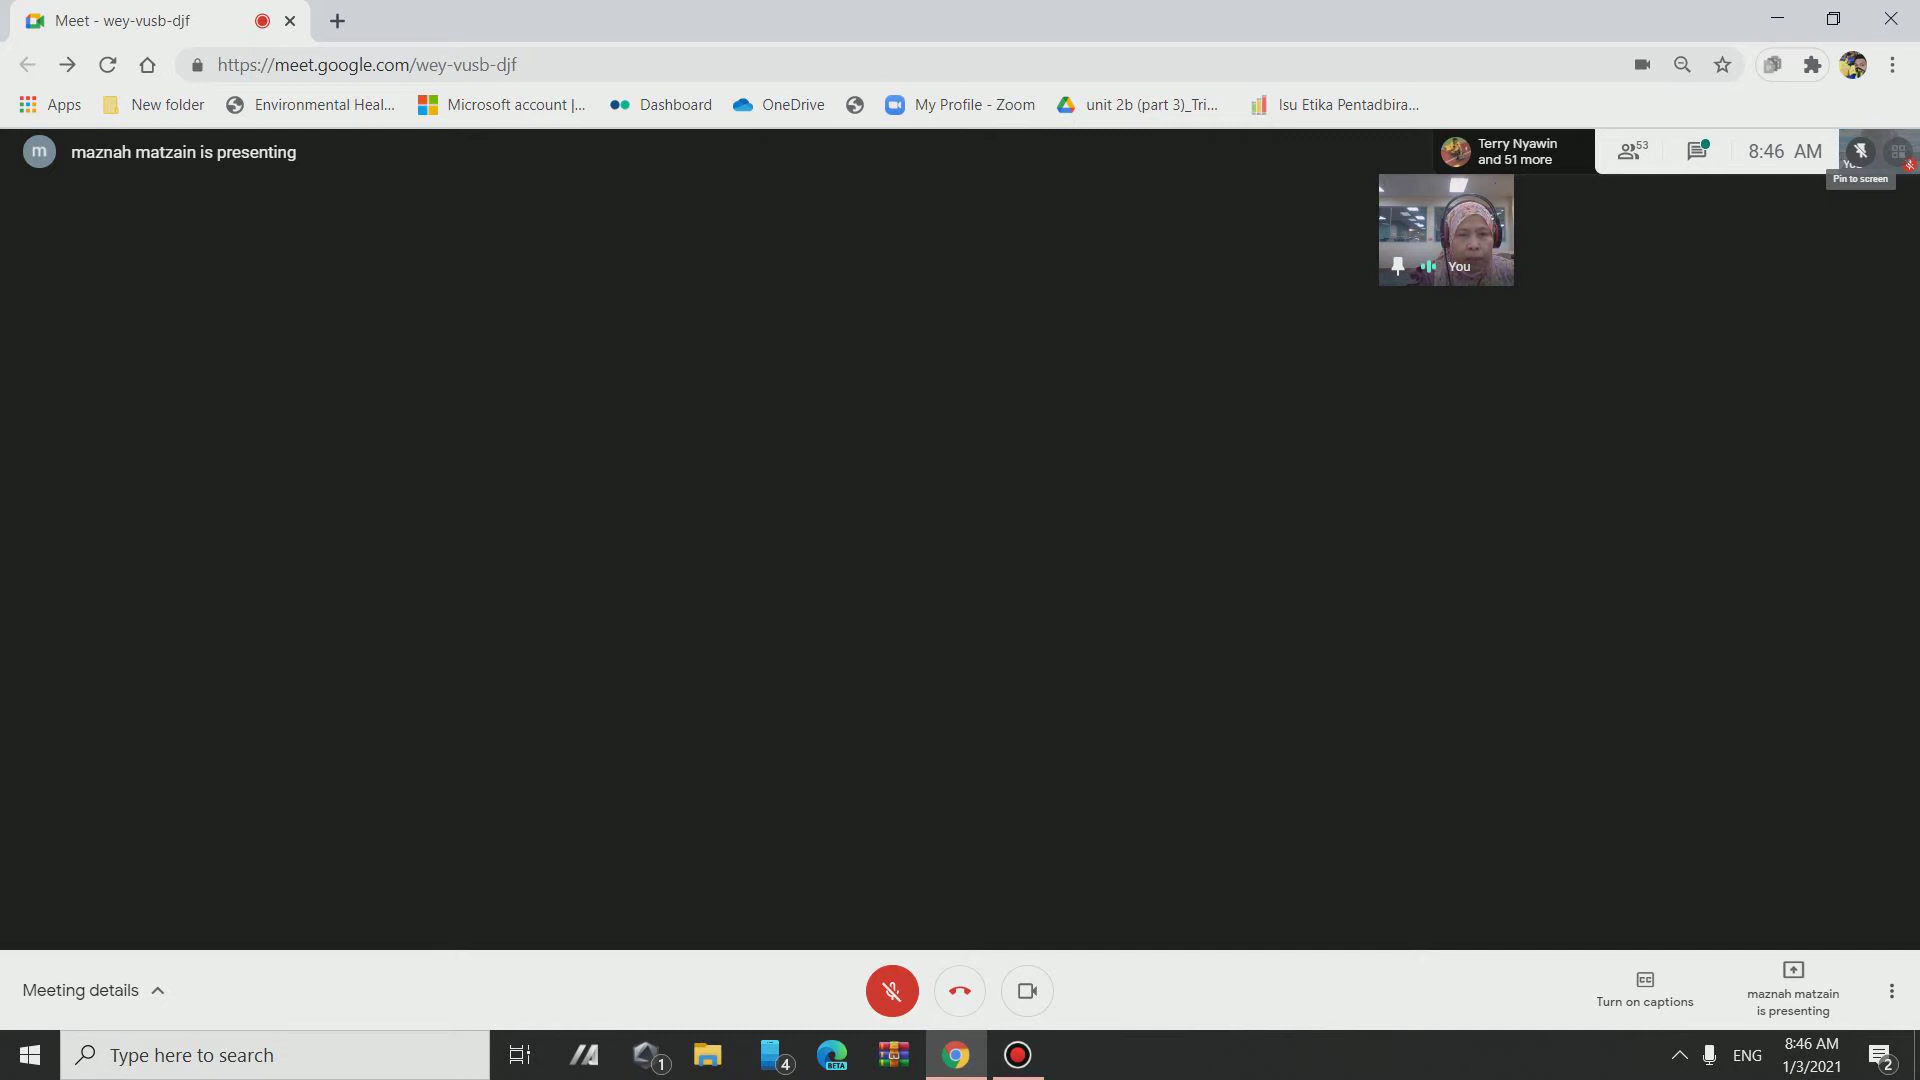 Meet - wey-vusb-djf
https://meet.google.com/wey-vusb-djf
Apps
New folder
Environmental Heal...
Microsoft account |...
Dashboard
OneDrive
My Profile - Zoom
unit 2b (part 3)_Tri...
Isu Etika Pentadbira...
m
maznah matzain is presenting
Terry Nyawin
and 51 more
53
8:46 AM
Pin to screen
You
Meeting details
Turn on captions
maznah matzain
is presenting
Type here to search
1
4
BETA
ENG
8:46 AM
1/3/2021
2